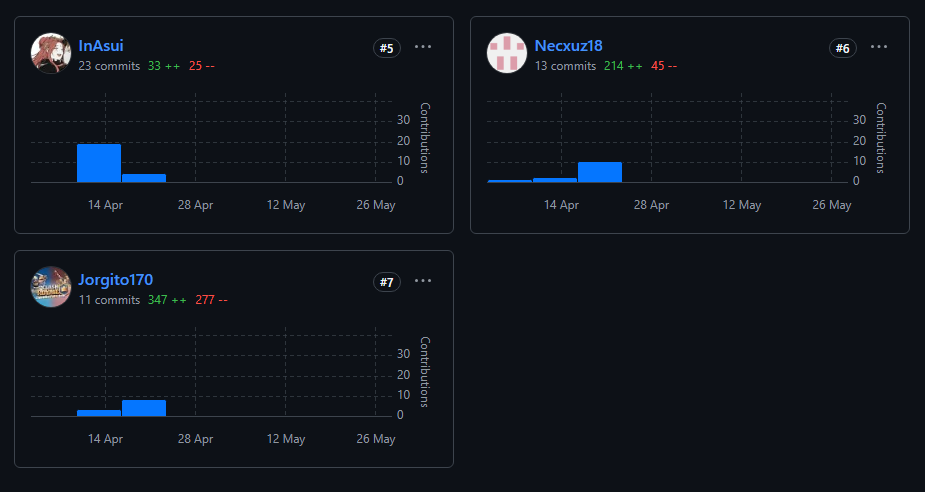 InAsui #5
23 commits 33 ++ 25 --
Contributions
30
20
10
0
14 Apr 28 Apr 12 May 26 May
Necxuz18 #6
13 commits 214 ++ 45 --
Contributions
30
20
10
0
14 Apr 28 Apr 12 May 26 May
Jorgito170 #7
11 commits 347 ++ 277 --
Contributions
30
20
10
0
14 Apr 28 Apr 12 May 26 May